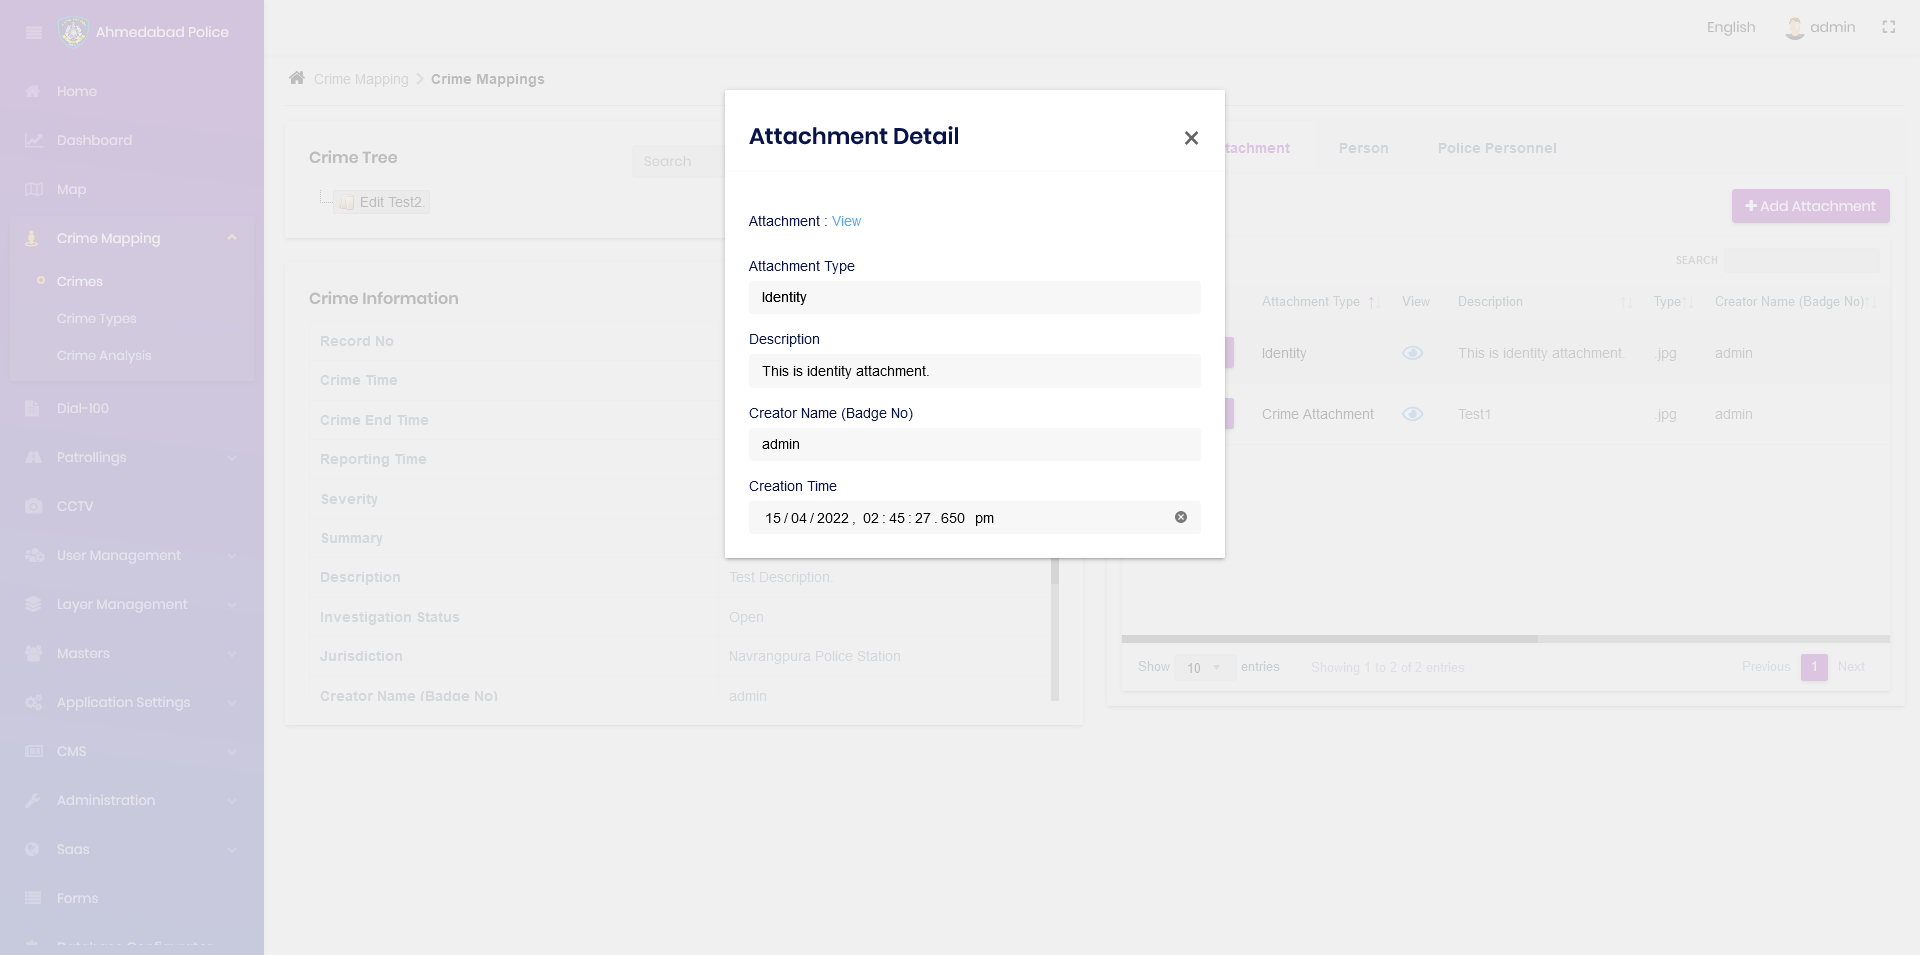 Ahmedabad Police
English
admin
Home
Dashboard
Map
Crime Mapping
Crimes
Crime Types
Crime Analysis
Dial-100
Patrollings
CCTV
User Management
Layer Management
Masters
Application Settings
CMS
Administration
Saas
Forms
Database Configurator
Crime Mapping > Crime Mappings
Crime Tree
Search
Edit Test2.
Crime Information
Record No
Crime Time
Crime End Time
Reporting Time
Severity
Summary
Description Test Description
Investigation Status Open
Jurisdiction Navrangpura Police Station
Creator Name (Badge No) admin
Attachment Detail
×
Attachment : View
Attachment Type
Identity
Description
This is identity attachment.
Creator Name (Badge No)
admin
Creation Time
15/04/2022, 02:45:27.650 pm
ttachment Person Police Personnel
+ Add Attachment
SEARCH
Attachment Type View Description Type Creator Name (Badge No)
Identity This is identity attachment. .jpg admin
Crime Attachment Test1 .jpg admin
Show 10 entries Showing 1 to 2 of 2 entries Previous 1 Next